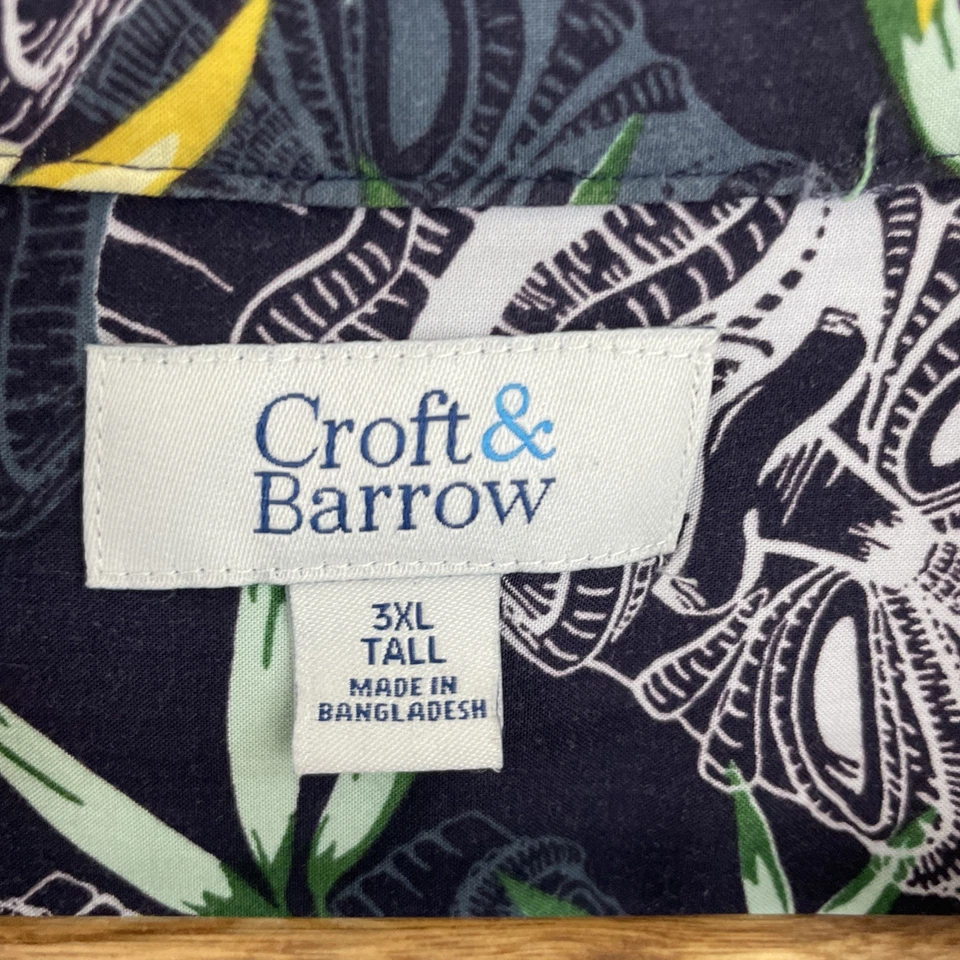 Croft &
Barrow
3XL
TALL
MADE IN
BANGLADESH